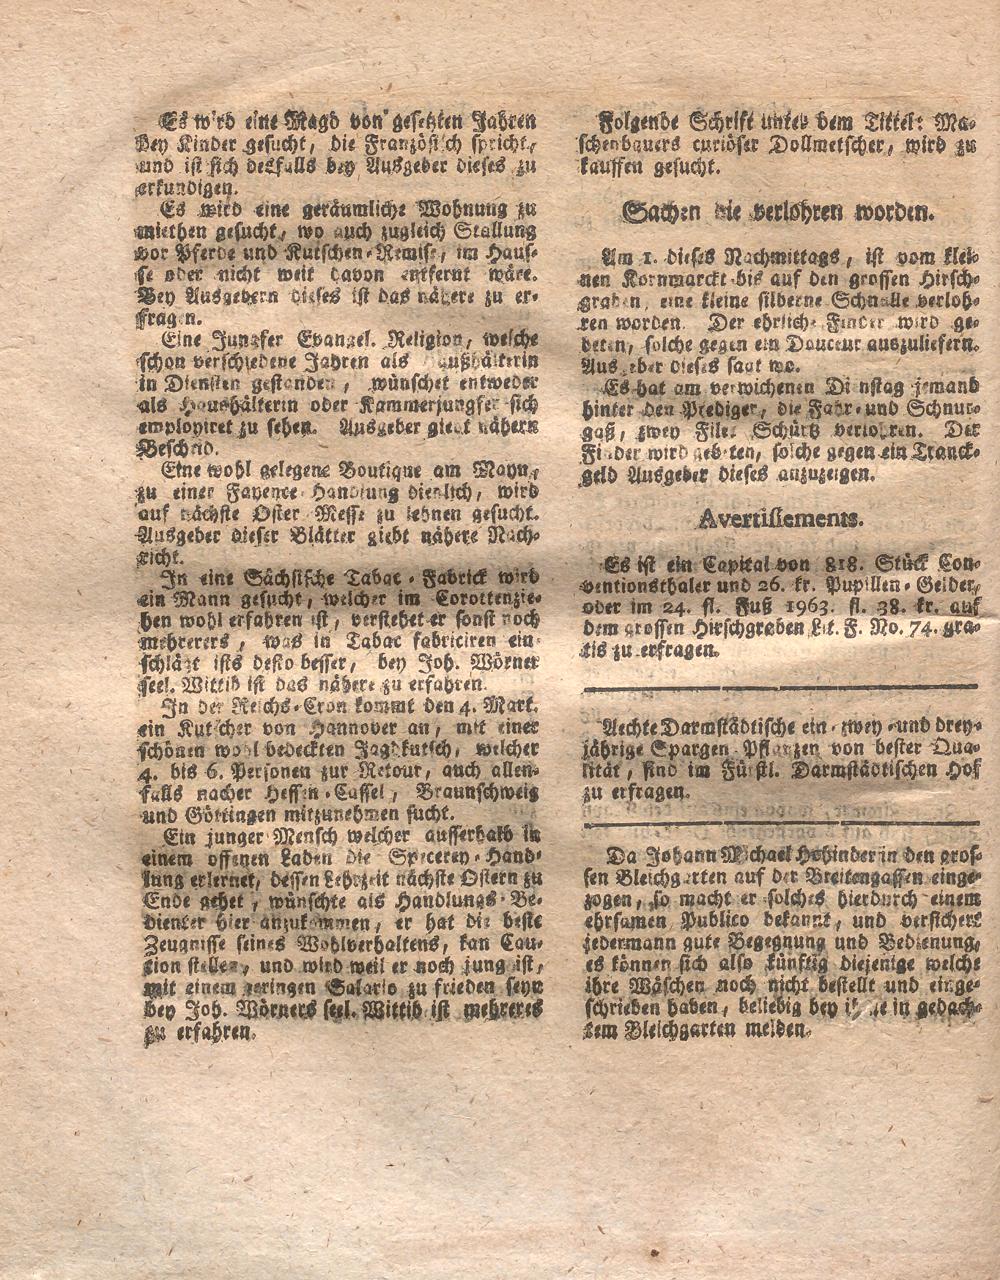 Es wird eine Magd von gesetzten Jahren
bey Kinder gesucht, die Französisch spricht,
und ist sich desfalls bey Ausgeber dieses zu
erkundigen.
Es wird eine geräumliche Wohnung zu
miethen gesucht, wo auch zugleich Stallung
vor Pferde und Kutschen-Remise, im Haus-
se oder nicht weit davon entfernt wäre.
Bey Ausgebern dieses ist das nähere zu er-
fragen.
Eine Jungfer Evangel. Religion, welche
schon verschiedene Jahren als Haußhälterin
in Diensten gestanden, wünschet entweder
als Haushälterin oder Kammerjungfer sich
employiret zu sehen. Ausgeber giebt nähern
Bescheid.
Eine wohl gelegene Boutique am Mayn,
zu einer Fayence-Handlung dienlich, wird
auf nächste Oster-Messe zu lehnen gesucht.
Ausgeber dieser Blätter giebt nähere Nach-
richt.
In eine Sächsische Tabac-Fabrick wird
ein Mann gesucht, welcher im Corottenzie-
hen wohl erfahren ist, verstehet er sonst noch
mehrerers, was in Tabac fabriciren ein-
schlägt ists desto besser, bey Joh. Wörner
seel. Wittib ist das nähere zu erfahren.
In der Reichs-Cron kommt den 4. Mart.
ein Kutscher von Hannover an, mit einer
schönen wohl bedeckten Jagdkutsch, welcher
4. bis 6. Personen zur Retour, auch allen-
falls nacher Hessen-Cassel, Braunschweig
und Göttingen mitzunehmen sucht.
Ein junger Mensch welcher ausserhalb in
einem offenen Laden die Specerey-Hand-
lung erlernet, dessen Lehrzeit nächste Ostern zu
Ende gehet, wünschte als Handlungs-Be-
dienter hier anzukommen, er hat die beste
Zeugnisse seines Wohlverhaltens, kan Cau-
tion stellen, und wird weil er noch jung ist,
mit einem geringen Salario zu frieden seyn
bey Joh. Wörners seel. Wittib ist mehreres
zu erfahren.
Folgende Schrift unter dem Tittel: Ma-
schenbauers curiöser Dollmetscher, wird zu
kauffen gesucht.
Sachen die verlohren worden.
Am 1. dieses Nachmittags, ist vom klei-
nen Kornmarckt bis auf den grossen Hirsch-
graben, eine kleine silberne Schnalle verloh-
ren worden. Der ehrliche Finder wird ge-
beten, solche gegen ein Douceur auszuliefern.
Ausgeber dieses sagt wo.
Es hat am verwichenen Dienstag jemand
hinter den Prediger, die Fahr- und Schnur-
gaß, zwey Filet Schürtz verlohren. Der
Finder wird gebeten, solche gegen ein Tranck-
geld Ausgeber dieses anzuzeigen.
Avertissements.
Es ist ein Capital von 818. Stück Con-
ventionsthaler und 26. kr. Pupillen-Gelder,
oder im 24. fl. Fuß 1963. fl. 38. kr. auf
dem grossen Hirschgraben Lit. F. No. 74. gra-
tis zu erfragen.
Aechte Darmstädtische ein- zwey- und drey-
jährige Spargen-Pflanzen von bester Qua-
lität, sind im Fürstl. Darmstädtischen Hof
zu erfragen.
Da Johann Michael Hohinder in den gros-
sen Bleichgarten auf der Breitengassen einge-
zogen, so macht er solches hierdurch einem
ehrsamen Publico bekannt, und versichert
jedermann gute Begegnung und Bedienung,
es können sich also künftig diejenige welche
ihre Wäschen noch nicht bestellt und einge-
schrieben haben, beliebig bey ihme in gedach-
tem Bleichgarten melden.